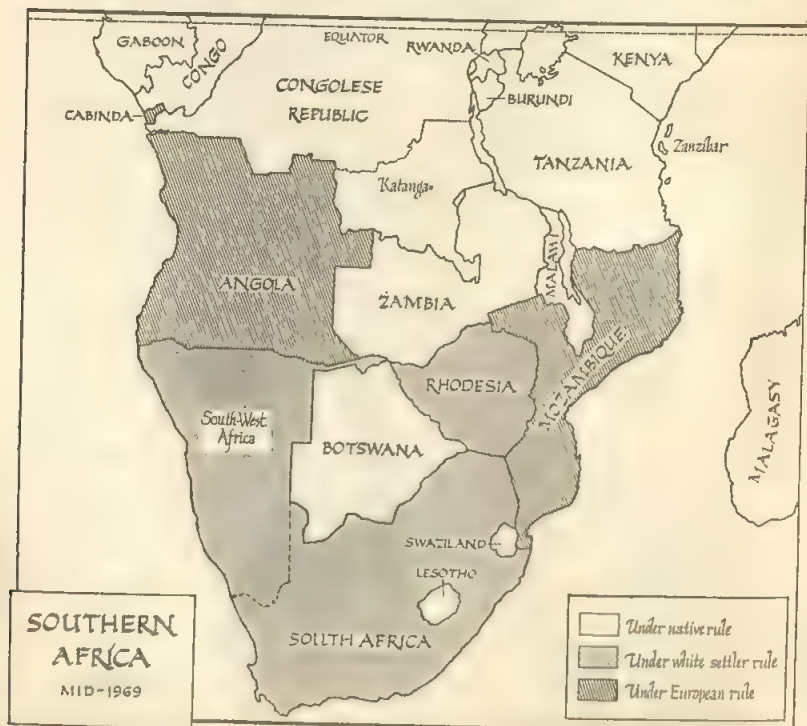 GABOON
CONGO
EQUATOR
RWANDA
KENYA
CONGOLESE
REPUBLIC
BURUNDI
CABINDA
TANZANIA
Zanzibar
Katanga
ANGOLA
ZAMBIA
MALAWI
MOZAMBIQUE
RHODESIA
South-West
Africa
BOTSWANA
MALAGASY
SWAZILAND
LESOTHO
SOUTH AFRICA
SOUTHERN
AFRICA
MID-1969
Under native rule
Under white settler rule
Under European rule